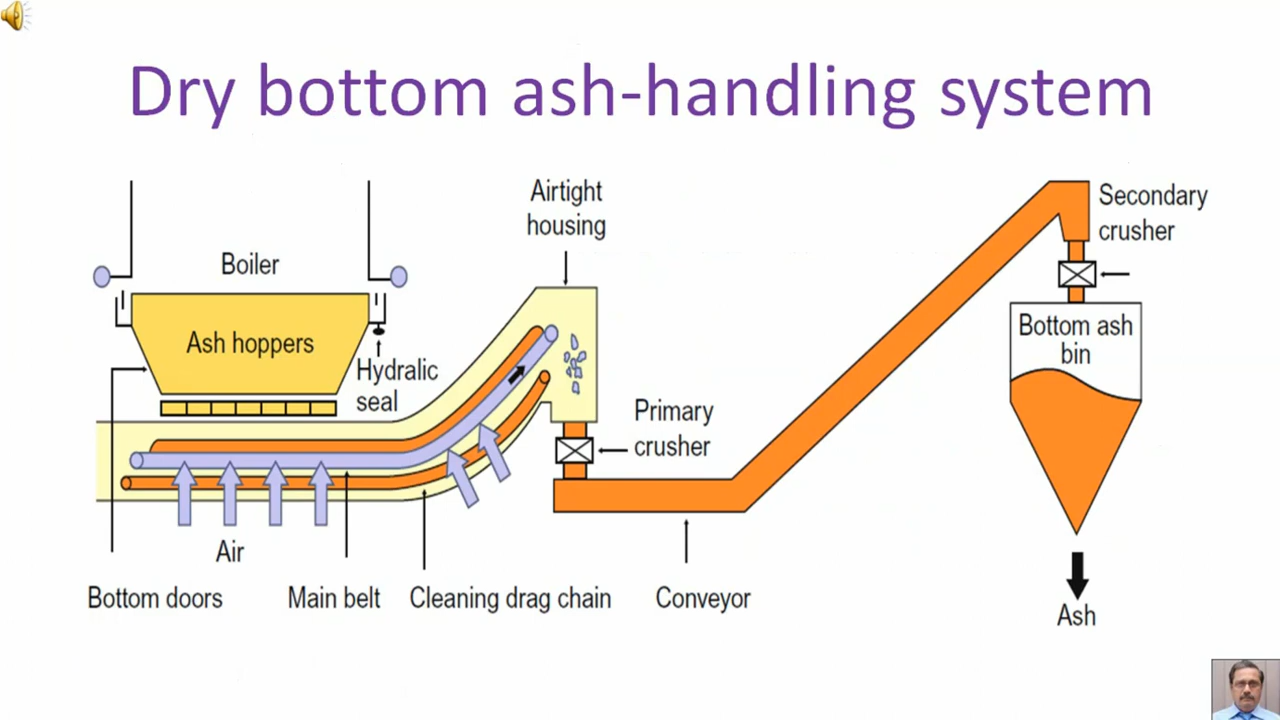 Dry bottom ash-handling system
Airtight
housing
Secondary
crusher
Boiler
Ash hoppers
Hydralic
seal
Bottom ash
bin
Primary
crusher
Air
Bottom doors
Main belt
Cleaning drag chain
Conveyor
Ash